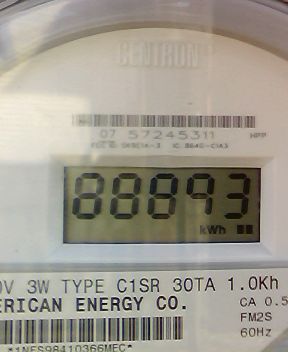 CENTRON
07 57245311
88893
kWh
0V 3W TYPE C1SR 30TA 1.0Kh
ERICAN ENERGY CO.
CA 0.5
FM2S
60Hz